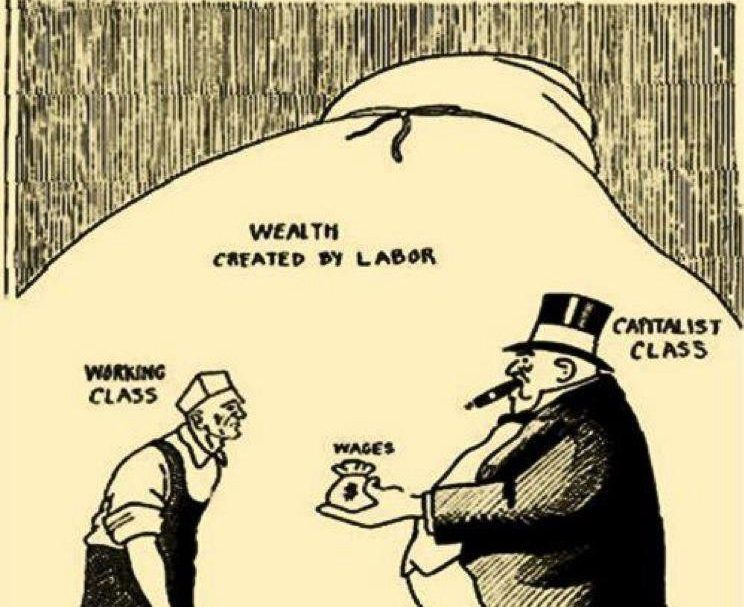 WEALTH
CREATED BY LABOR
CAPITALIST
CLASS
WORKING
CLASS
WAGES
$